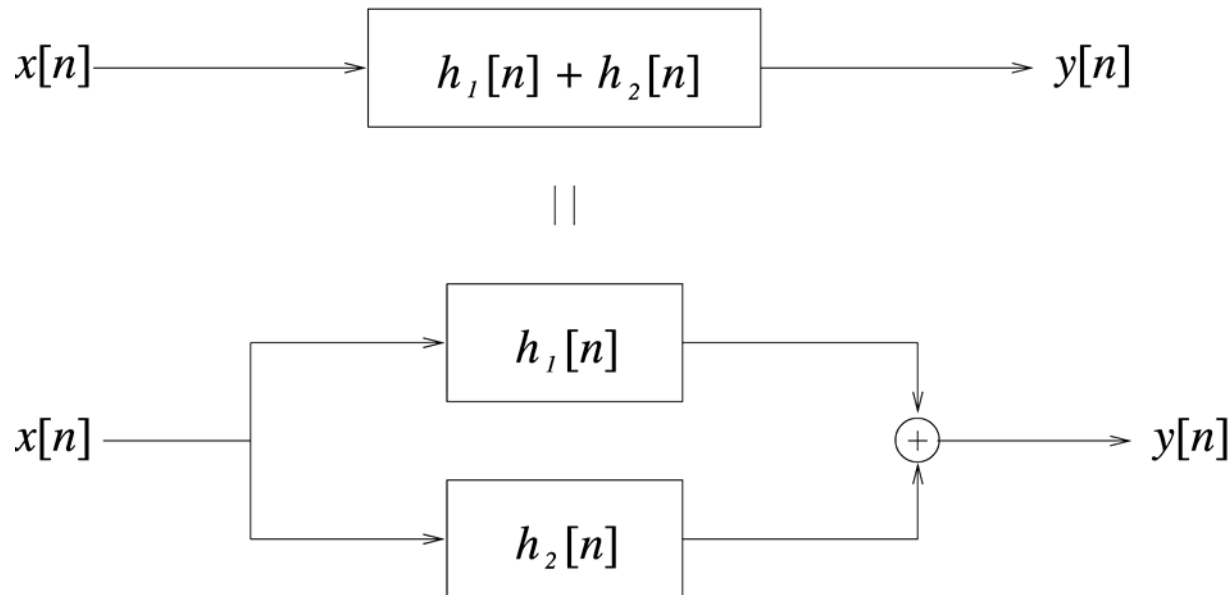 x[n] h₁[n] + h₂[n] y[n]
||
h₁[n]
x[n] + y[n]
h₂[n]